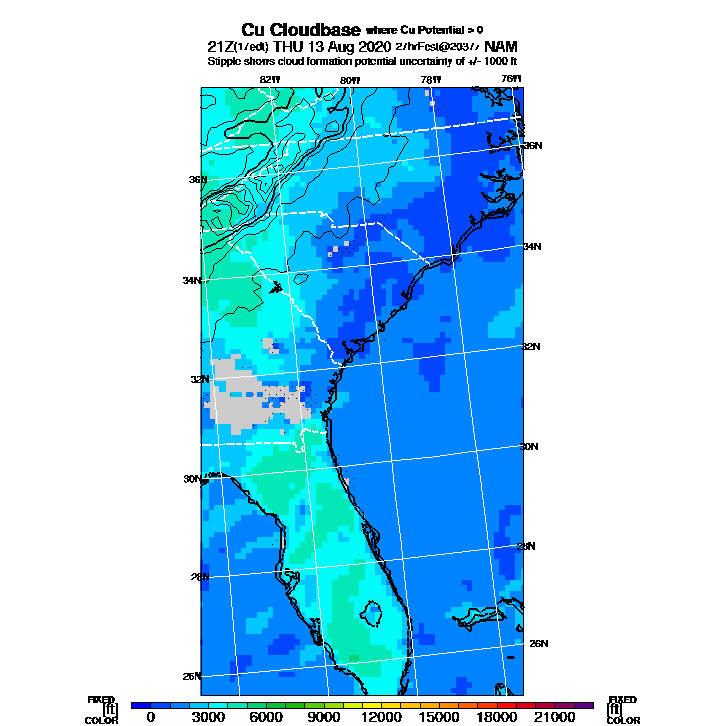 Cu Cloudbase where Cu Potential > 0
21Z(17edt) THU 13 Aug 2020 27hrFcst@2037z NAM
Stipple shows cloud formation potential uncertainty of +/- 1000 ft
82W 80W 78W 76W
36N 36N
34N 34N
32N 32N
30N 30N
28N 28N
26N 26N
FIXED FIXED
[ft] [ft]
COLOR 0 3000 6000 9000 12000 15000 18000 21000 COLOR